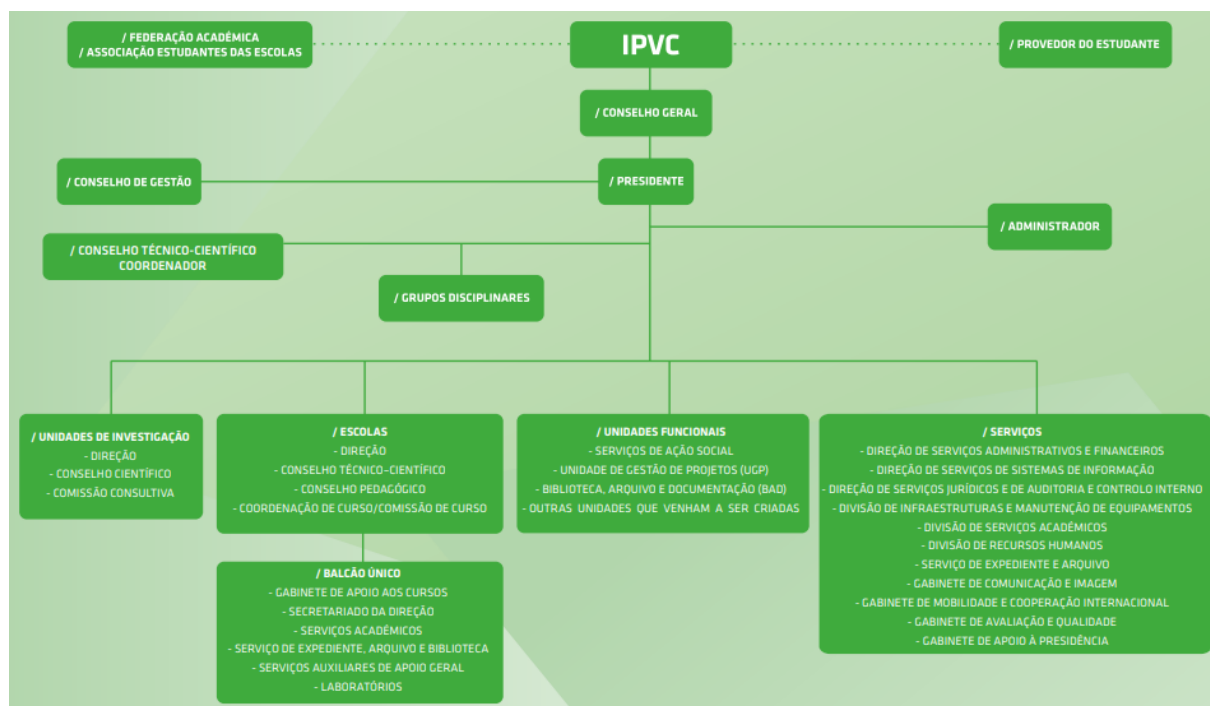 / FEDERAÇÃO ACADÉMICA
/ ASSOCIAÇÃO ESTUDANTES DAS ESCOLAS
IPVC
/ PROVEDOR DO ESTUDANTE
/ CONSELHO GERAL
/ CONSELHO DE GESTÃO
/ PRESIDENTE
/ ADMINISTRADOR
/ CONSELHO TÉCNICO-CIENTÍFICO
COORDENADOR
/ GRUPOS DISCIPLINARES
/ UNIDADES DE INVESTIGAÇÃO
- DIREÇÃO
- CONSELHO CIENTÍFICO
- COMISSÃO CONSULTIVA
/ ESCOLAS
- DIREÇÃO
- CONSELHO TÉCNICO-CIENTÍFICO
- CONSELHO PEDAGÓGICO
- COORDENAÇÃO DE CURSO/COMISSÃO DE CURSO
/ BALCÃO ÚNICO
- GABINETE DE APOIO AOS CURSOS
- SECRETARIADO DA DIREÇÃO
- SERVIÇOS ACADÉMICOS
- SERVIÇO DE EXPEDIENTE, ARQUIVO E BIBLIOTECA
- SERVIÇOS AUXILIARES DE APOIO GERAL
- LABORATÓRIOS
/ UNIDADES FUNCIONAIS
- SERVIÇOS DE AÇÃO SOCIAL
- UNIDADE DE GESTÃO DE PROJETOS (UGP)
- BIBLIOTECA, ARQUIVO E DOCUMENTAÇÃO (BAD)
- OUTRAS UNIDADES QUE VENHAM A SER CRIADAS
/ SERVIÇOS
- DIREÇÃO DE SERVIÇOS ADMINISTRATIVOS E FINANCEIROS
- DIREÇÃO DE SERVIÇOS DE SISTEMAS DE INFORMAÇÃO
- DIREÇÃO DE SERVIÇOS JURÍDICOS E DE AUDITORIA E CONTROLO INTERNO
- DIVISÃO DE INFRAESTRUTURAS E MANUTENÇÃO DE EQUIPAMENTOS
- DIVISÃO DE SERVIÇOS ACADÉMICOS
- DIVISÃO DE RECURSOS HUMANOS
- SERVIÇO DE EXPEDIENTE E ARQUIVO
- GABINETE DE COMUNICAÇÃO E IMAGEM
- GABINETE DE MOBILIDADE E COOPERAÇÃO INTERNACIONAL
- GABINETE DE AVALIAÇÃO E QUALIDADE
- GABINETE DE APOIO À PRESIDÊNCIA